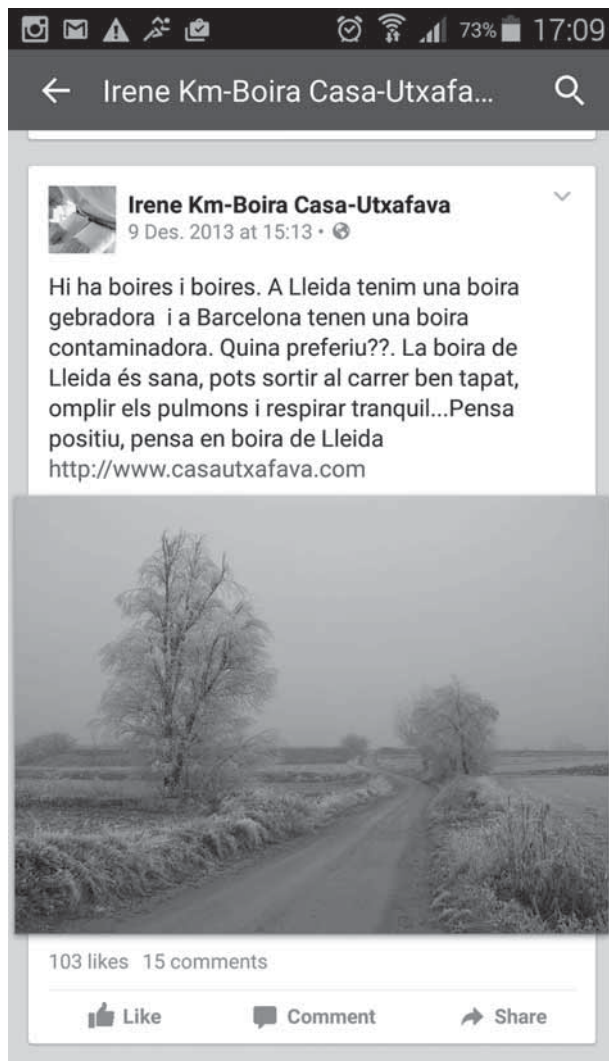 73% 17:09
Irene Km-Boira Casa-Utxafa...
Irene Km-Boira Casa-Utxafava
9 Des. 2013 at 15:13 •
Hi ha boires i boires. A Lleida tenim una boira
gebradora i a Barcelona tenen una boira
contaminadora. Quina preferiu??. La boira de
Lleida és sana, pots sortir al carrer ben tapat,
omplir els pulmons i respirar tranquil...Pensa
positiu, pensa en boira de Lleida
http://www.casautxafava.com
103 likes 15 comments
Like Comment Share